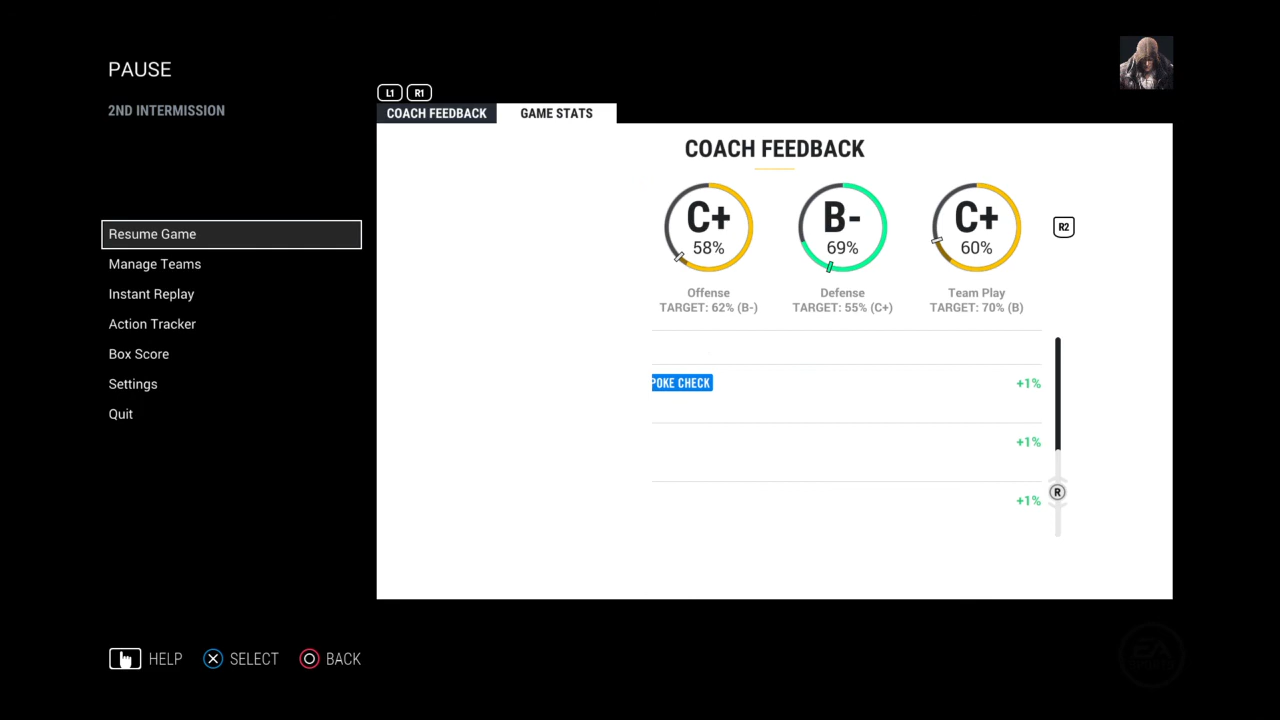 PAUSE
2ND INTERMISSION
L1 R1
COACH FEEDBACK GAME STATS
COACH FEEDBACK
C+ B- C+
58% 69% 60%
R2
Offense Defense Team Play
TARGET: 62% (B-) TARGET: 55% (C+) TARGET: 70% (B)
POKE CHECK +1%
+1%
+1%
R
Resume Game
Manage Teams
Instant Replay
Action Tracker
Box Score
Settings
Quit
HELP SELECT BACK
EA